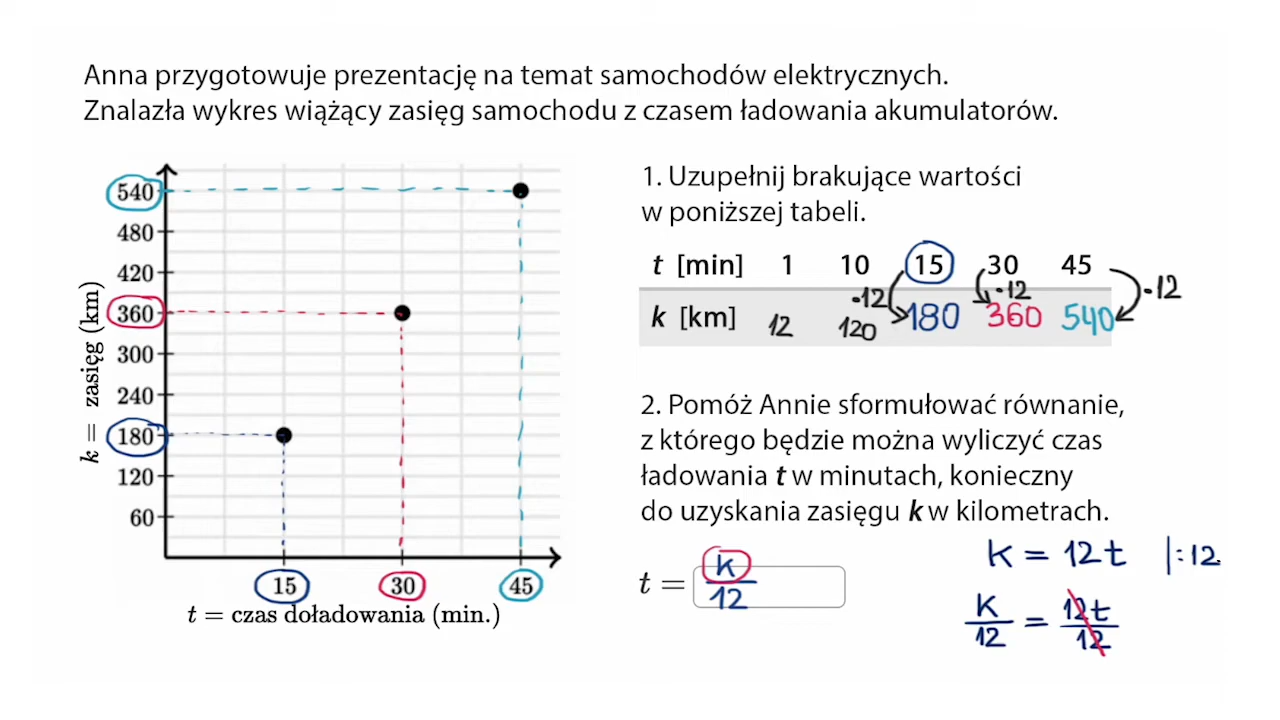 Anna przygotowuje prezentację na temat samochodów elektrycznych.
Znalazła wykres wiążący zasięg samochodu z czasem ładowania akumulatorów.
k = zasięg (km)
540
480
420
360
300
240
180
120
60
15 30 45
t = czas doładowania (min.)
1. Uzupełnij brakujące wartości
w poniższej tabeli.
t [min] 1 10 15 30 45
·12 ·12 ·12
k [km] 12 120 180 360 540
2. Pomóż Annie sformułować równanie,
z którego będzie można wyliczyć czas
ładowania t w minutach, konieczny
do uzyskania zasięgu k w kilometrach.
t = k/12
k = 12t |:12
k/12 = 12t/12